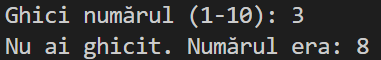 Ghici numărul (1-10): 3
Nu ai ghicit. Numărul era: 8